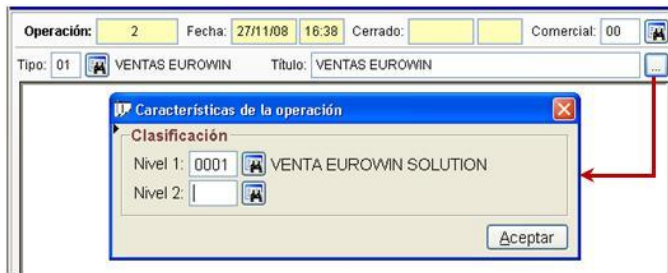 Operación: 2 Fecha: 27/11/08 16:38 Cerrado: Comercial: 00
Tipo: 01 VENTAS EUROWIN Título: VENTAS EUROWIN ...
Características de la operación
Clasificación
Nivel 1: 0001 VENTA EUROWIN SOLUTION
Nivel 2:
Aceptar